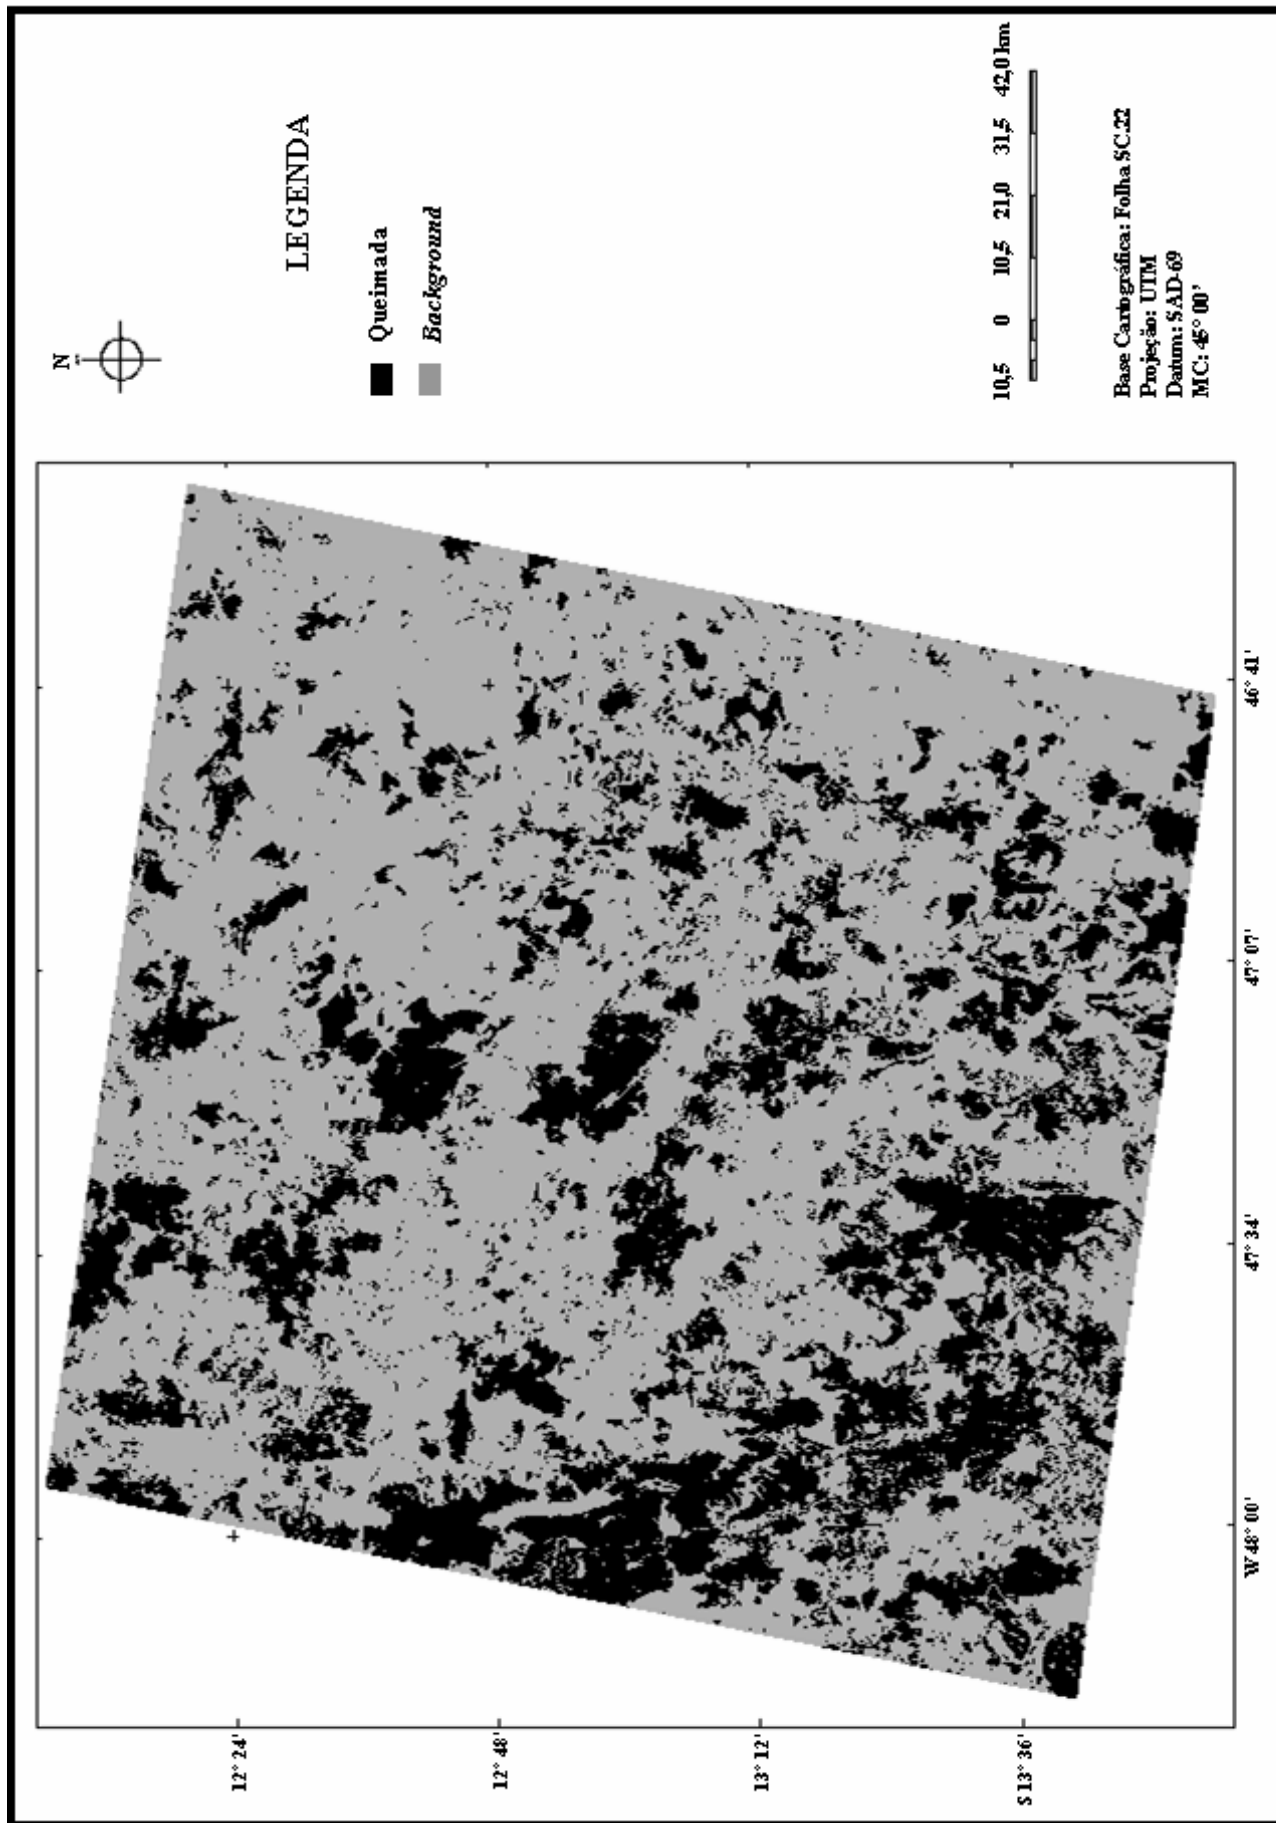 N
LEGENDA
Queimada
Background
10,5 0 10,5 21,0 31,5 42,0 km
Base Cartográfica: Folha SC.22
Projeção: UTM
Datum: SAD-69
MC: 45° 00'
12° 24'
12° 48'
13° 12'
S 13° 36'
W 48° 00' 47° 34' 47° 07' 46° 41'